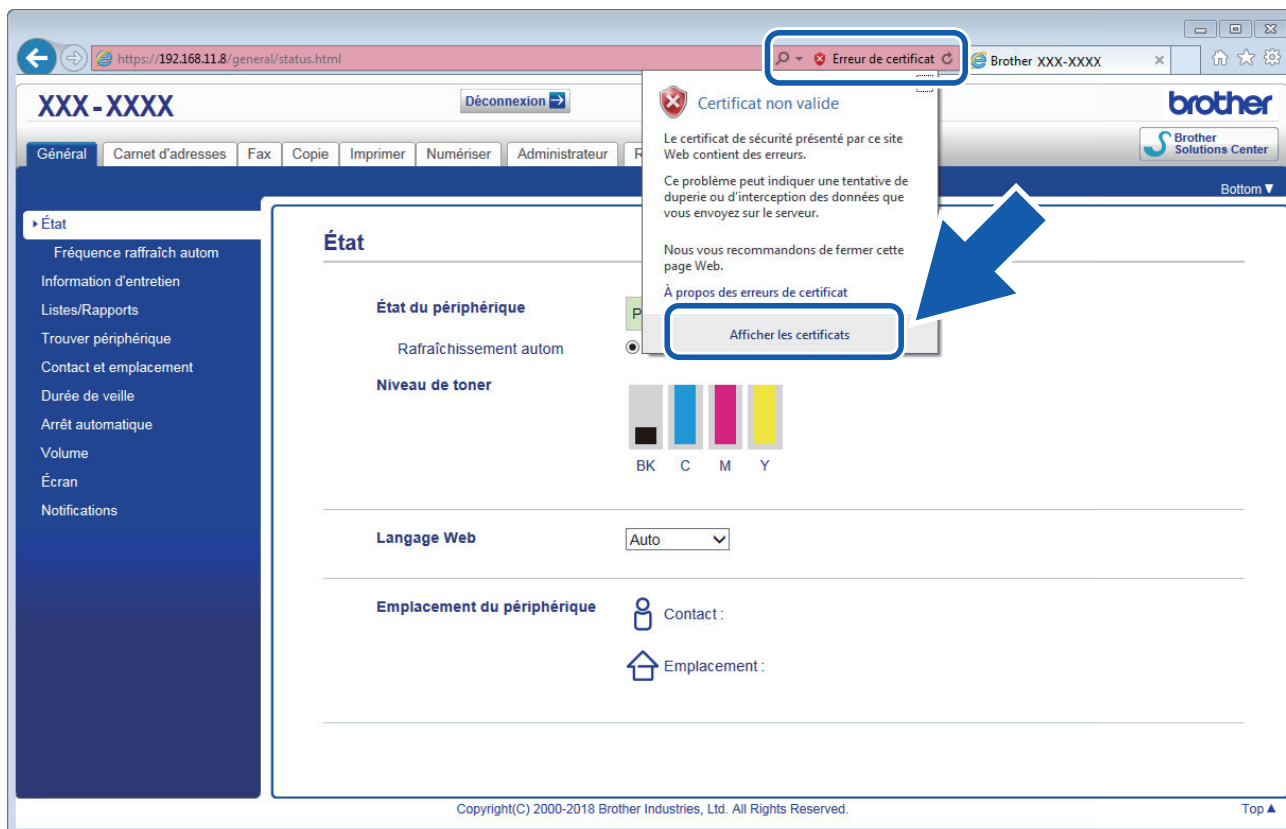 https://192.168.11.8/general/status.html
Erreur de certificat
Brother XXX-XXXX
XXX-XXXX
Déconnexion
brother
Général
Carnet d'adresses
Fax
Copie
Imprimer
Numériser
Administrateur
Brother
Solutions Center
Bottom▼
Certificat non valide
Le certificat de sécurité présenté par ce site
Web contient des erreurs.
Ce problème peut indiquer une tentative de
duperie ou d'interception des données que
vous envoyez sur le serveur.
Nous vous recommandons de fermer cette
page Web.
À propos des erreurs de certificat
Afficher les certificats
État
Fréquence raffraîch autom
Information d'entretien
Listes/Rapports
Trouver périphérique
Contact et emplacement
Durée de veille
Arrêt automatique
Volume
Écran
Notifications
État
État du périphérique
Rafraîchissement autom
Niveau de toner
BK C M Y
Langage Web
Auto
Emplacement du périphérique
Contact :
Emplacement :
Copyright(C) 2000-2018 Brother Industries, Ltd. All Rights Reserved.
Top▲